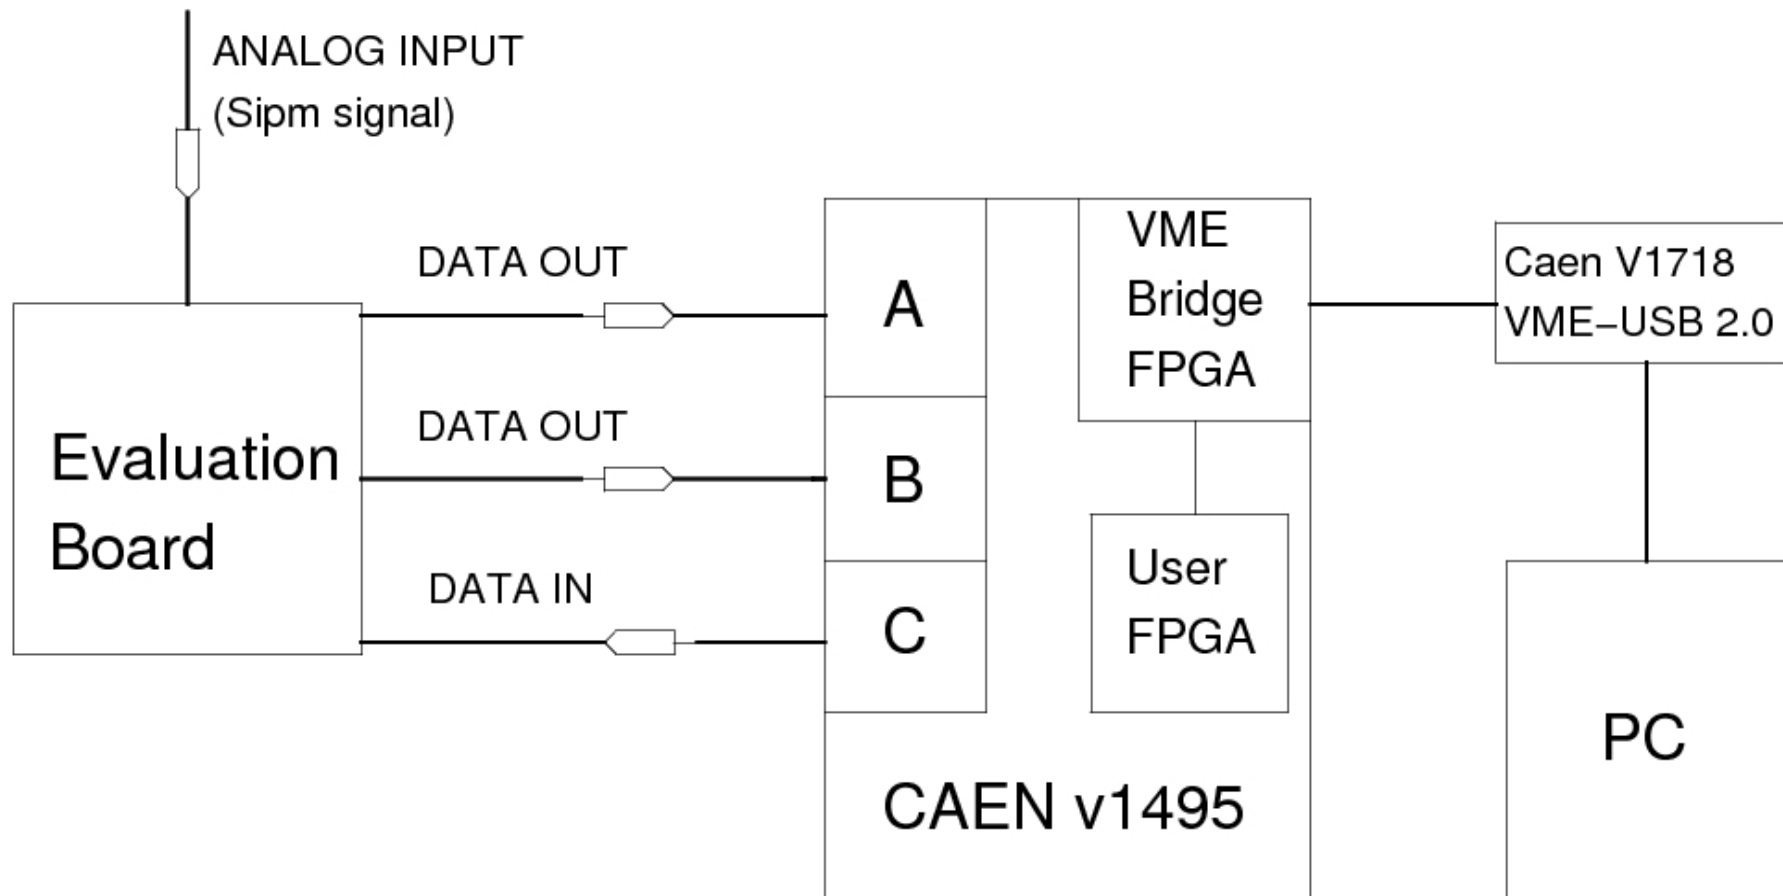 ANALOG INPUT
(Sipm signal)
DATA OUT
DATA OUT
DATA IN
Evaluation
Board
A
B
C
VME
Bridge
FPGA
User
FPGA
CAEN v1495
Caen V1718
VME−USB 2.0
PC